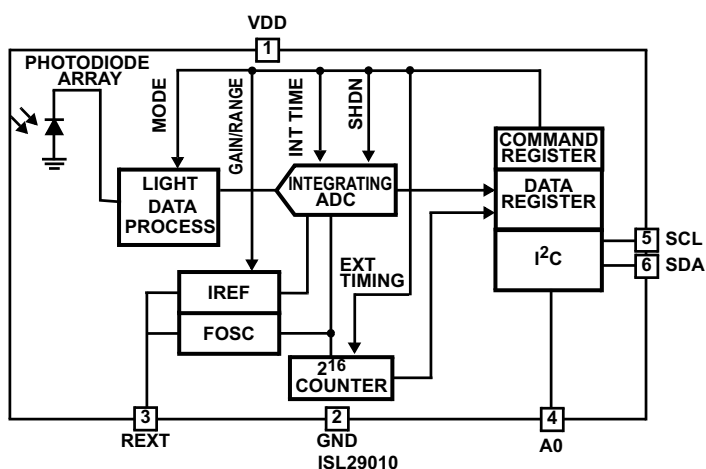 VDD
1
PHOTODIODE
ARRAY
MODE
GAIN/RANGE
INT TIME
SHDN
COMMAND
REGISTER
LIGHT
DATA
PROCESS
INTEGRATING
ADC
DATA
REGISTER
I²C
5 SCL
6 SDA
EXT
TIMING
IREF
FOSC
2¹⁶
COUNTER
3
REXT
2
GND
4
A0
ISL29010